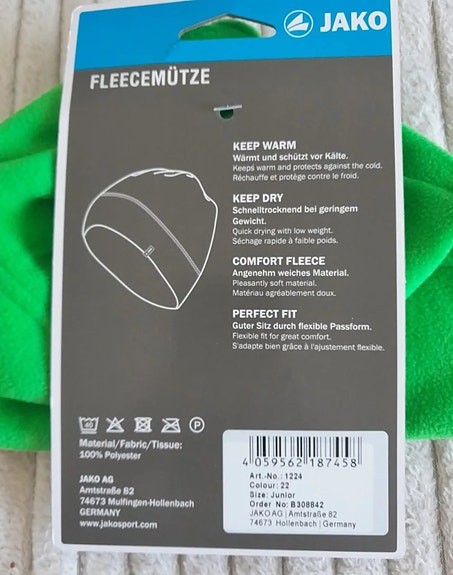 JAKO
FLEECEMÜTZE
KEEP WARM
Wärmt und schützt vor Kälte.
Keeps warm and protects against the cold.
Réchauffe et protège contre le froid.
KEEP DRY
Schnelltrocknend bei geringem
Gewicht.
Quick drying with low weight.
Séchage rapide à faible poids.
COMFORT FLEECE
Angenehm weiches Material.
Pleasantly soft material.
Matériau agréablement doux.
PERFECT FIT
Guter Sitz durch flexible Passform.
Flexible fit for great comfort.
S'adapte bien grâce à l'ajustement flexible.
40
P
Material/Fabric/Tissue:
100% Polyester
JAKO AG
Amtstraße 82
74673 Mulfingen-Hollenbach
GERMANY
www.jakosport.com
4 059562 187458
Art.-No.: 1224
Colour: 22
Size: Junior
Order No: B308842
JAKO AG | Amtstraße 82
74673 Hollenbach | Germany